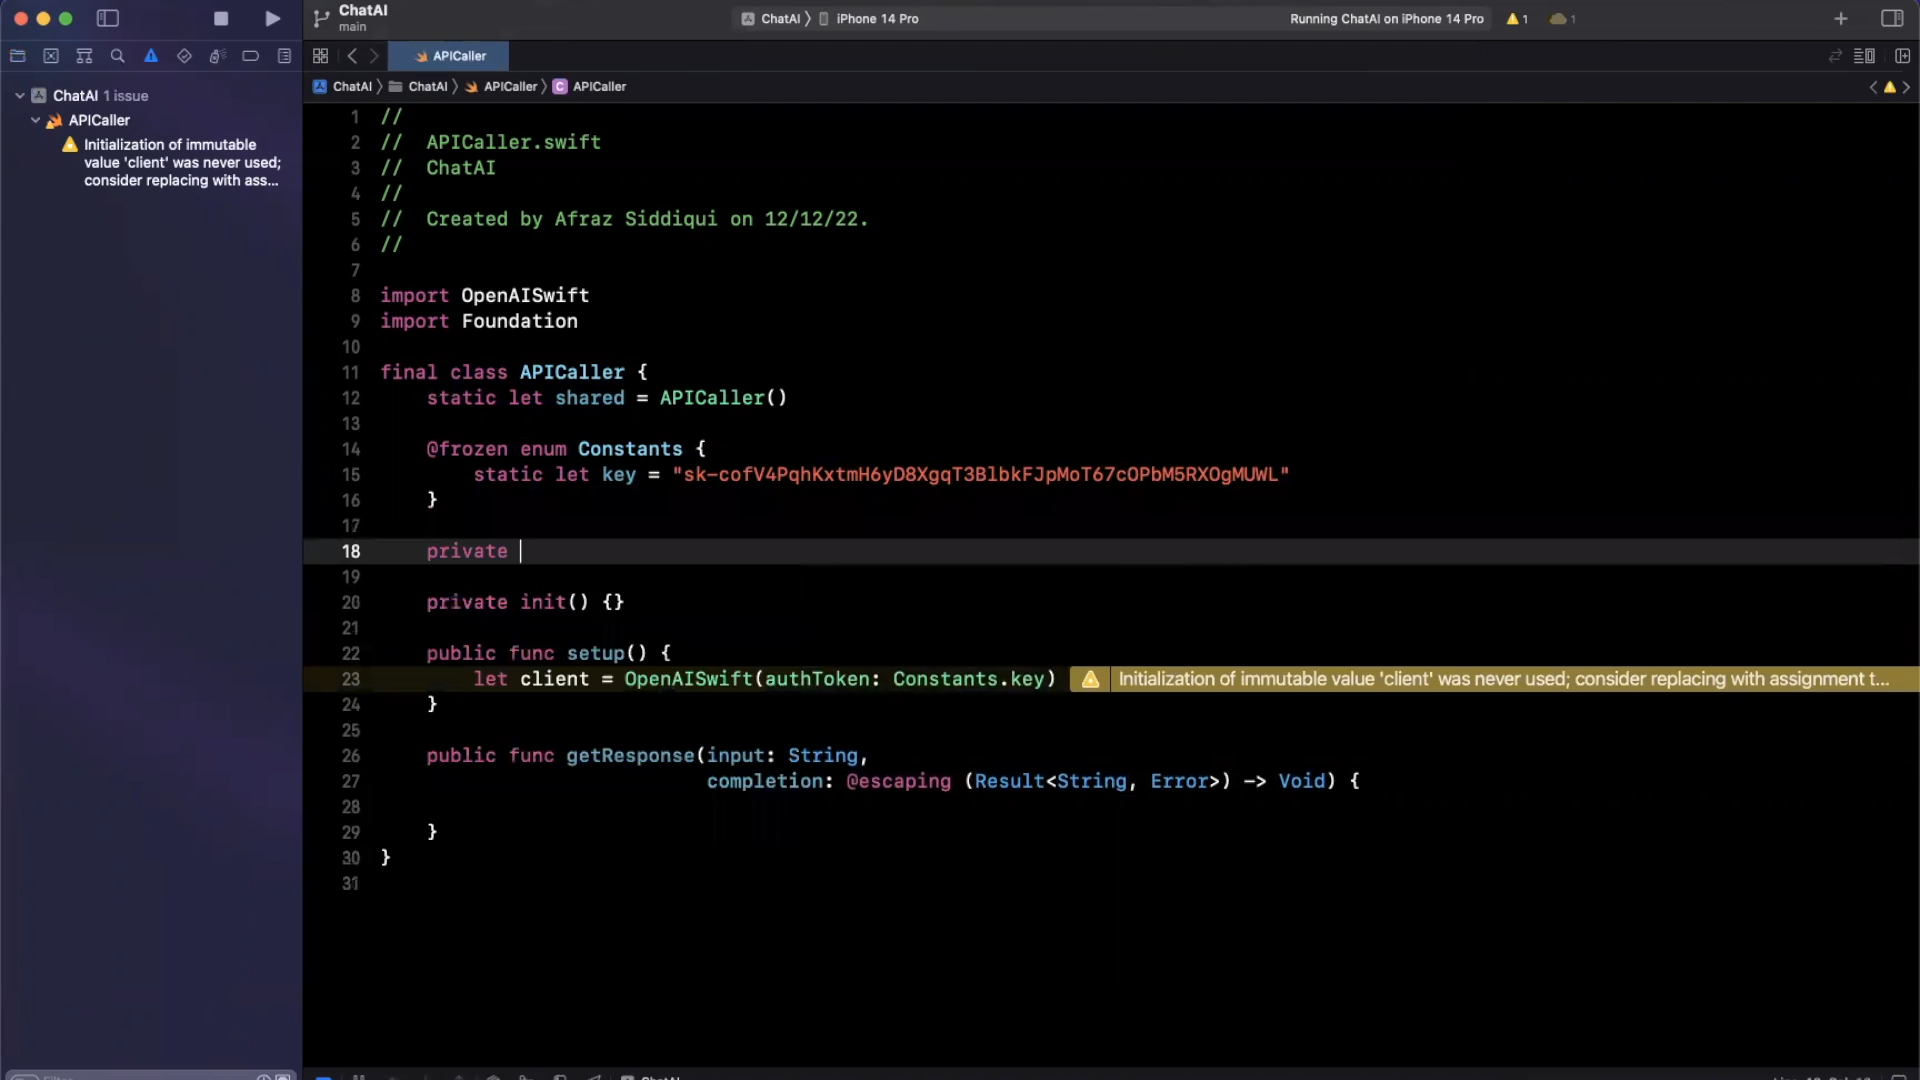 ChatAI
main
ChatAI 〉 iPhone 14 Pro
Running ChatAI on iPhone 14 Pro
1
1
APICaller
ChatAI 〉 ChatAI 〉 APICaller 〉 C APICaller
ChatAI 1 issue
APICaller
Initialization of immutable
value 'client' was never used;
consider replacing with ass...
1 //
2 //  APICaller.swift
3 //  ChatAI
4 //
5 //  Created by Afraz Siddiqui on 12/12/22.
6 //
7
8 import OpenAISwift
9 import Foundation
10
11 final class APICaller {
12     static let shared = APICaller()
13
14     @frozen enum Constants {
15         static let key = "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"
16     }
17
18     private
19
20     private init() {}
21
22     public func setup() {
23         let client = OpenAISwift(authToken: Constants.key) Initialization of immutable value 'client' was never used; consider replacing with assignment t...
24     }
25
26     public func getResponse(input: String,
27                             completion: @escaping (Result<String, Error>) -> Void) {
28
29     }
30 }
31
ChatAI